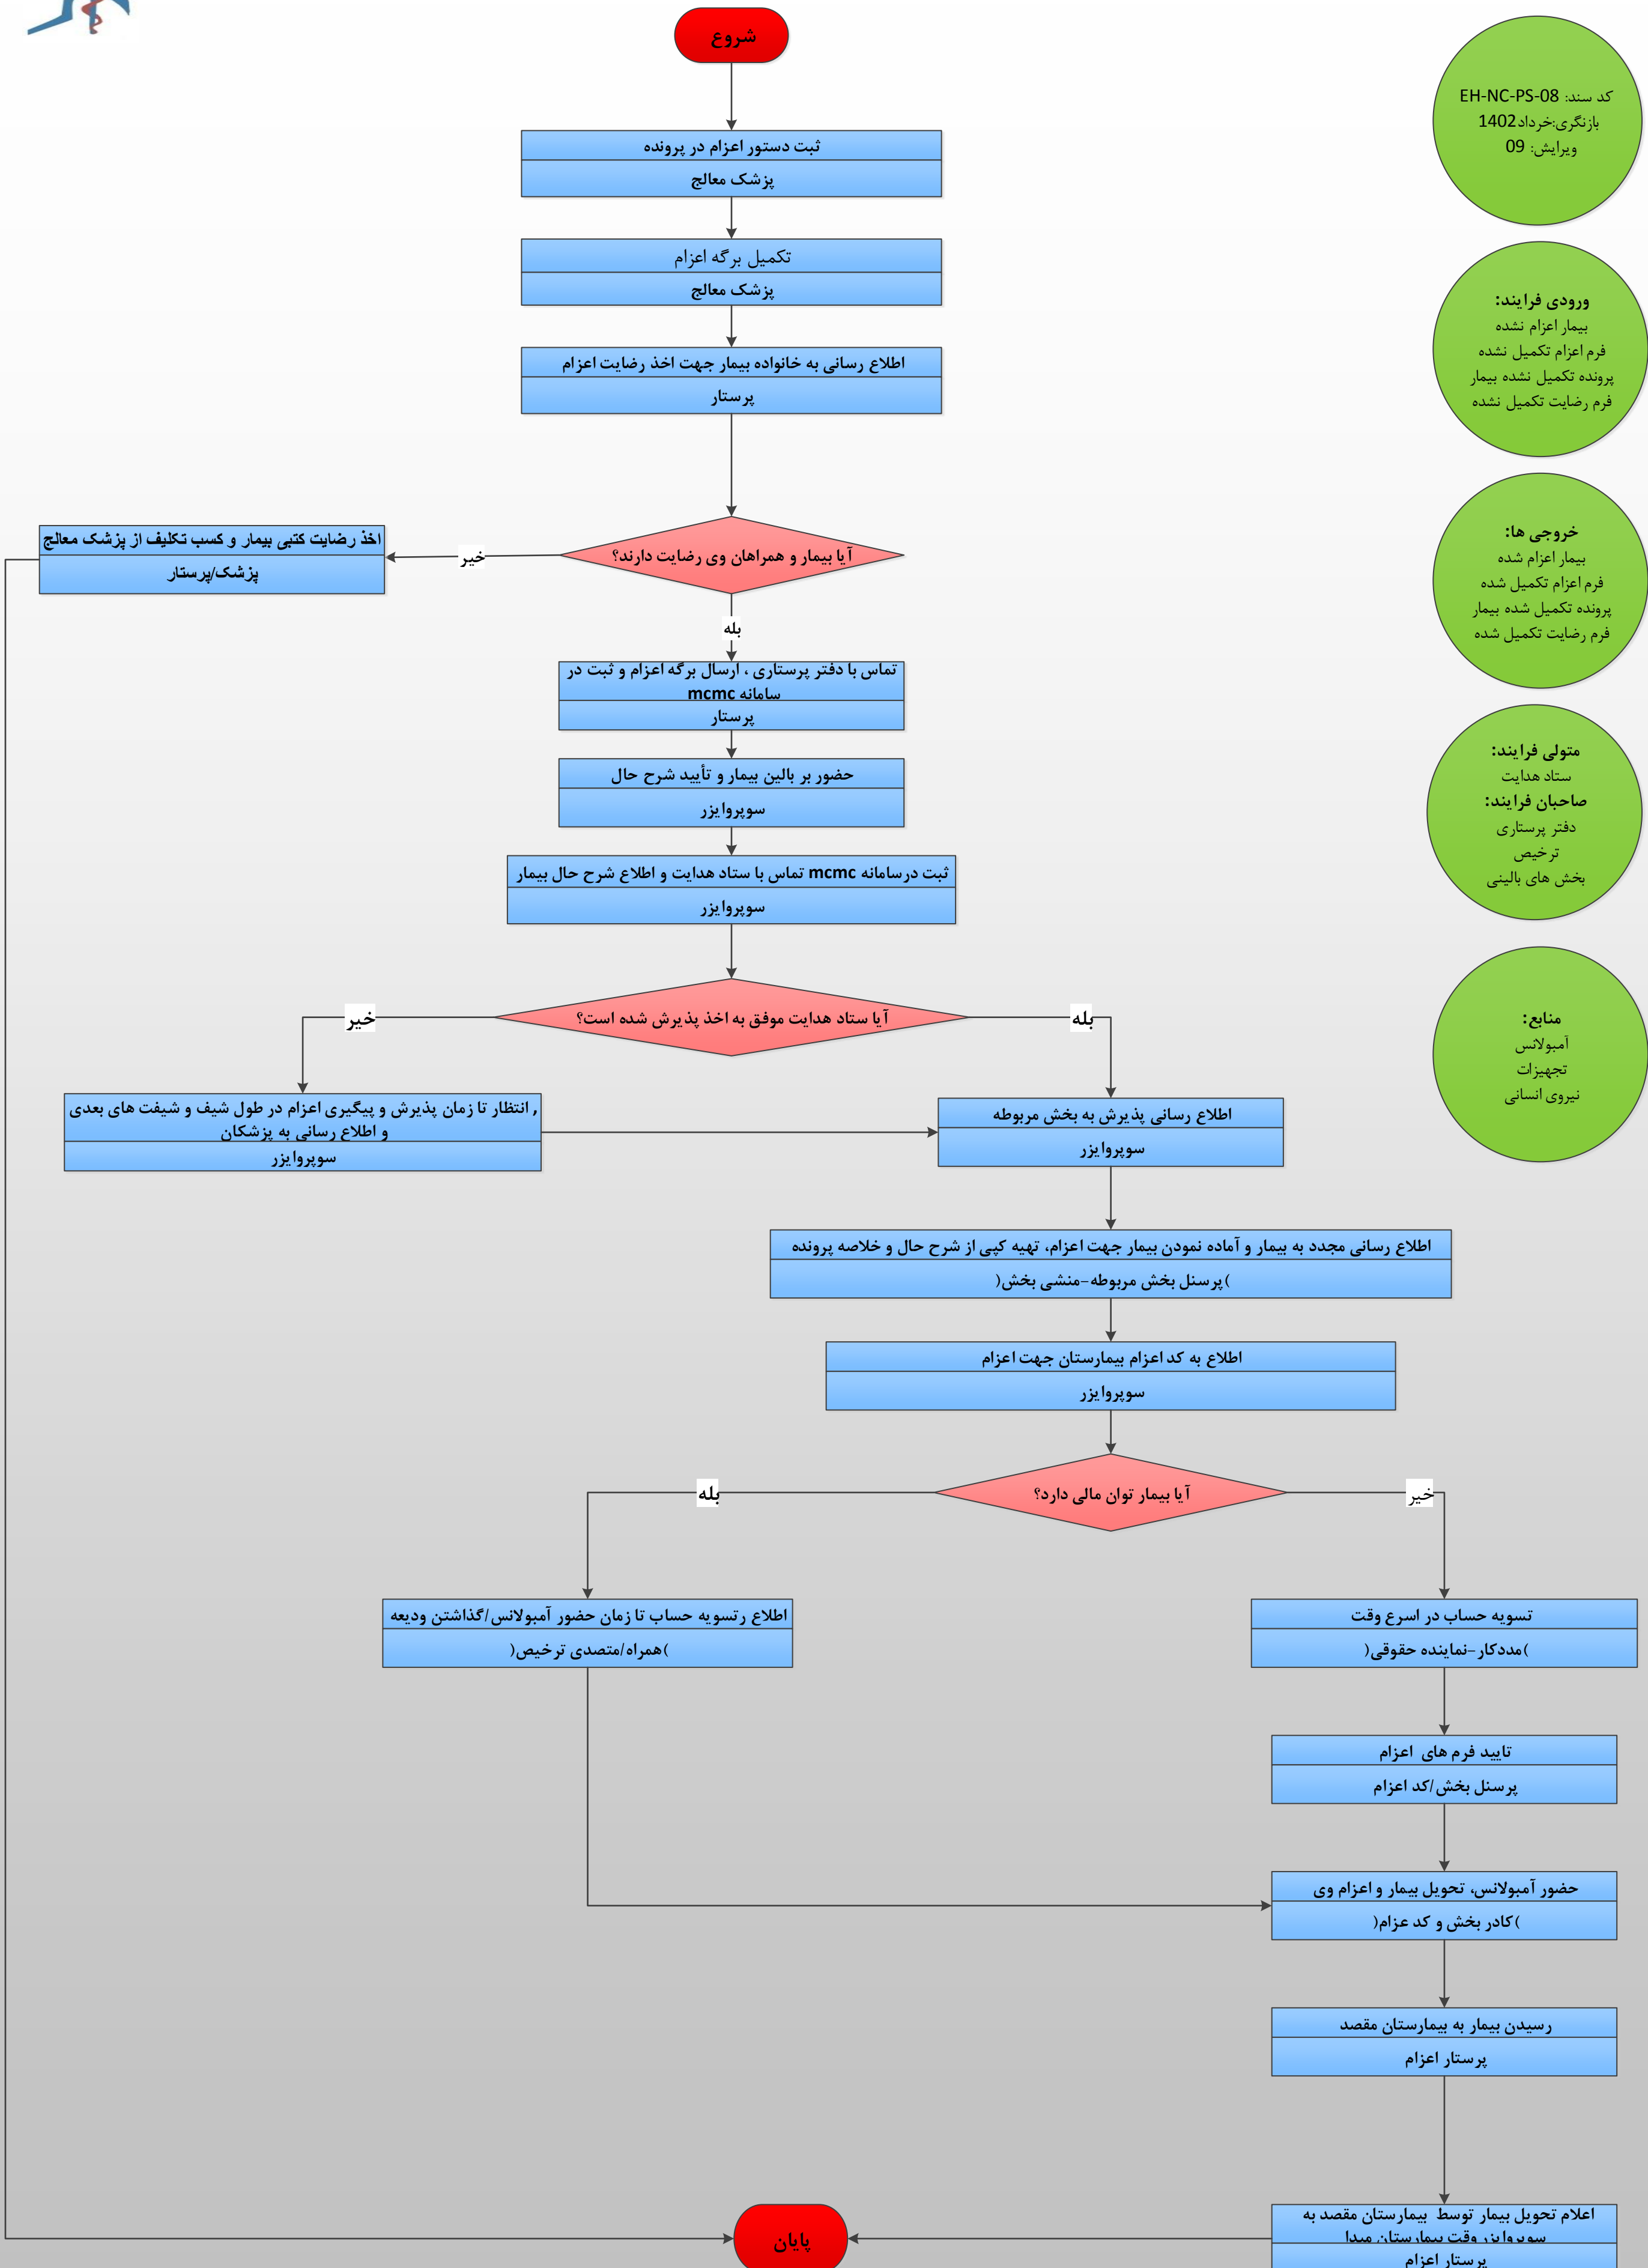 شروع
کد سند: EH-NC-PS-08
بازنگری:خرداد1402
ویرایش: 09
ثبت دستور اعزام در پرونده
پزشک معالج
تکمیل برگه اعزام
پزشک معالج
ورودی فرایند:
بیمار اعزام نشده
فرم اعزام تکمیل نشده
پرونده تکمیل نشده بیمار
فرم رضایت تکمیل نشده
اطلاع رسانی به خانواده بیمار جهت اخذ رضایت اعزام
پرستار
خروجی ها:
بیمار اعزام شده
فرم اعزام تکمیل شده
پرونده تکمیل شده بیمار
فرم رضایت تکمیل شده
آیا بیمار و همراهان وی رضایت دارند؟
خیر
اخذ رضایت کتبی بیمار و کسب تکلیف از پزشک معالج
پزشک/پرستار
بله
تماس با دفتر پرستاری ، ارسال برگه اعزام و ثبت در
سامانه mcmc
پرستار
متولی فرایند:
ستاد هدایت
صاحبان فرایند:
دفتر پرستاری
ترخیص
بخش های بالینی
حضور بر بالین بیمار و تأیید شرح حال
سوپروایزر
ثبت درسامانه mcmc تماس با ستاد هدایت و اطلاع شرح حال بیمار
سوپروایزر
منابع:
آمبولانس
تجهیزات
نیروی انسانی
آیا ستاد هدایت موفق به اخذ پذیرش شده است؟
بله
خیر
اطلاع رسانی پذیرش به بخش مربوطه
سوپروایزر
, انتظار تا زمان پذیرش و پیگیری اعزام در طول شیف و شیفت های بعدی
و اطلاع رسانی به پزشکان
سوپروایزر
اطلاع رسانی مجدد به بیمار و آماده نمودن بیمار جهت اعزام، تهیه کپی از شرح حال و خلاصه پرونده
)پرسنل بخش مربوطه-منشی بخش(
اطلاع به کد اعزام بیمارستان جهت اعزام
سوپروایزر
آیا بیمار توان مالی دارد؟
خیر
بله
تسویه حساب در اسرع وقت
)مددکار-نماینده حقوقی(
اطلاع رتسویه حساب تا زمان حضور آمبولانس/گذاشتن ودیعه
)همراه/متصدی ترخیص(
تایید فرم های اعزام
پرسنل بخش/کد اعزام
حضور آمبولانس، تحویل بیمار و اعزام وی
)کادر بخش و کد عزام(
رسیدن بیمار به بیمارستان مقصد
پرستار اعزام
اعلام تحویل بیمار توسط بیمارستان مقصد به
سوپروایزر وقت بیمارستان مبدا
پرستار اعزام
پایان